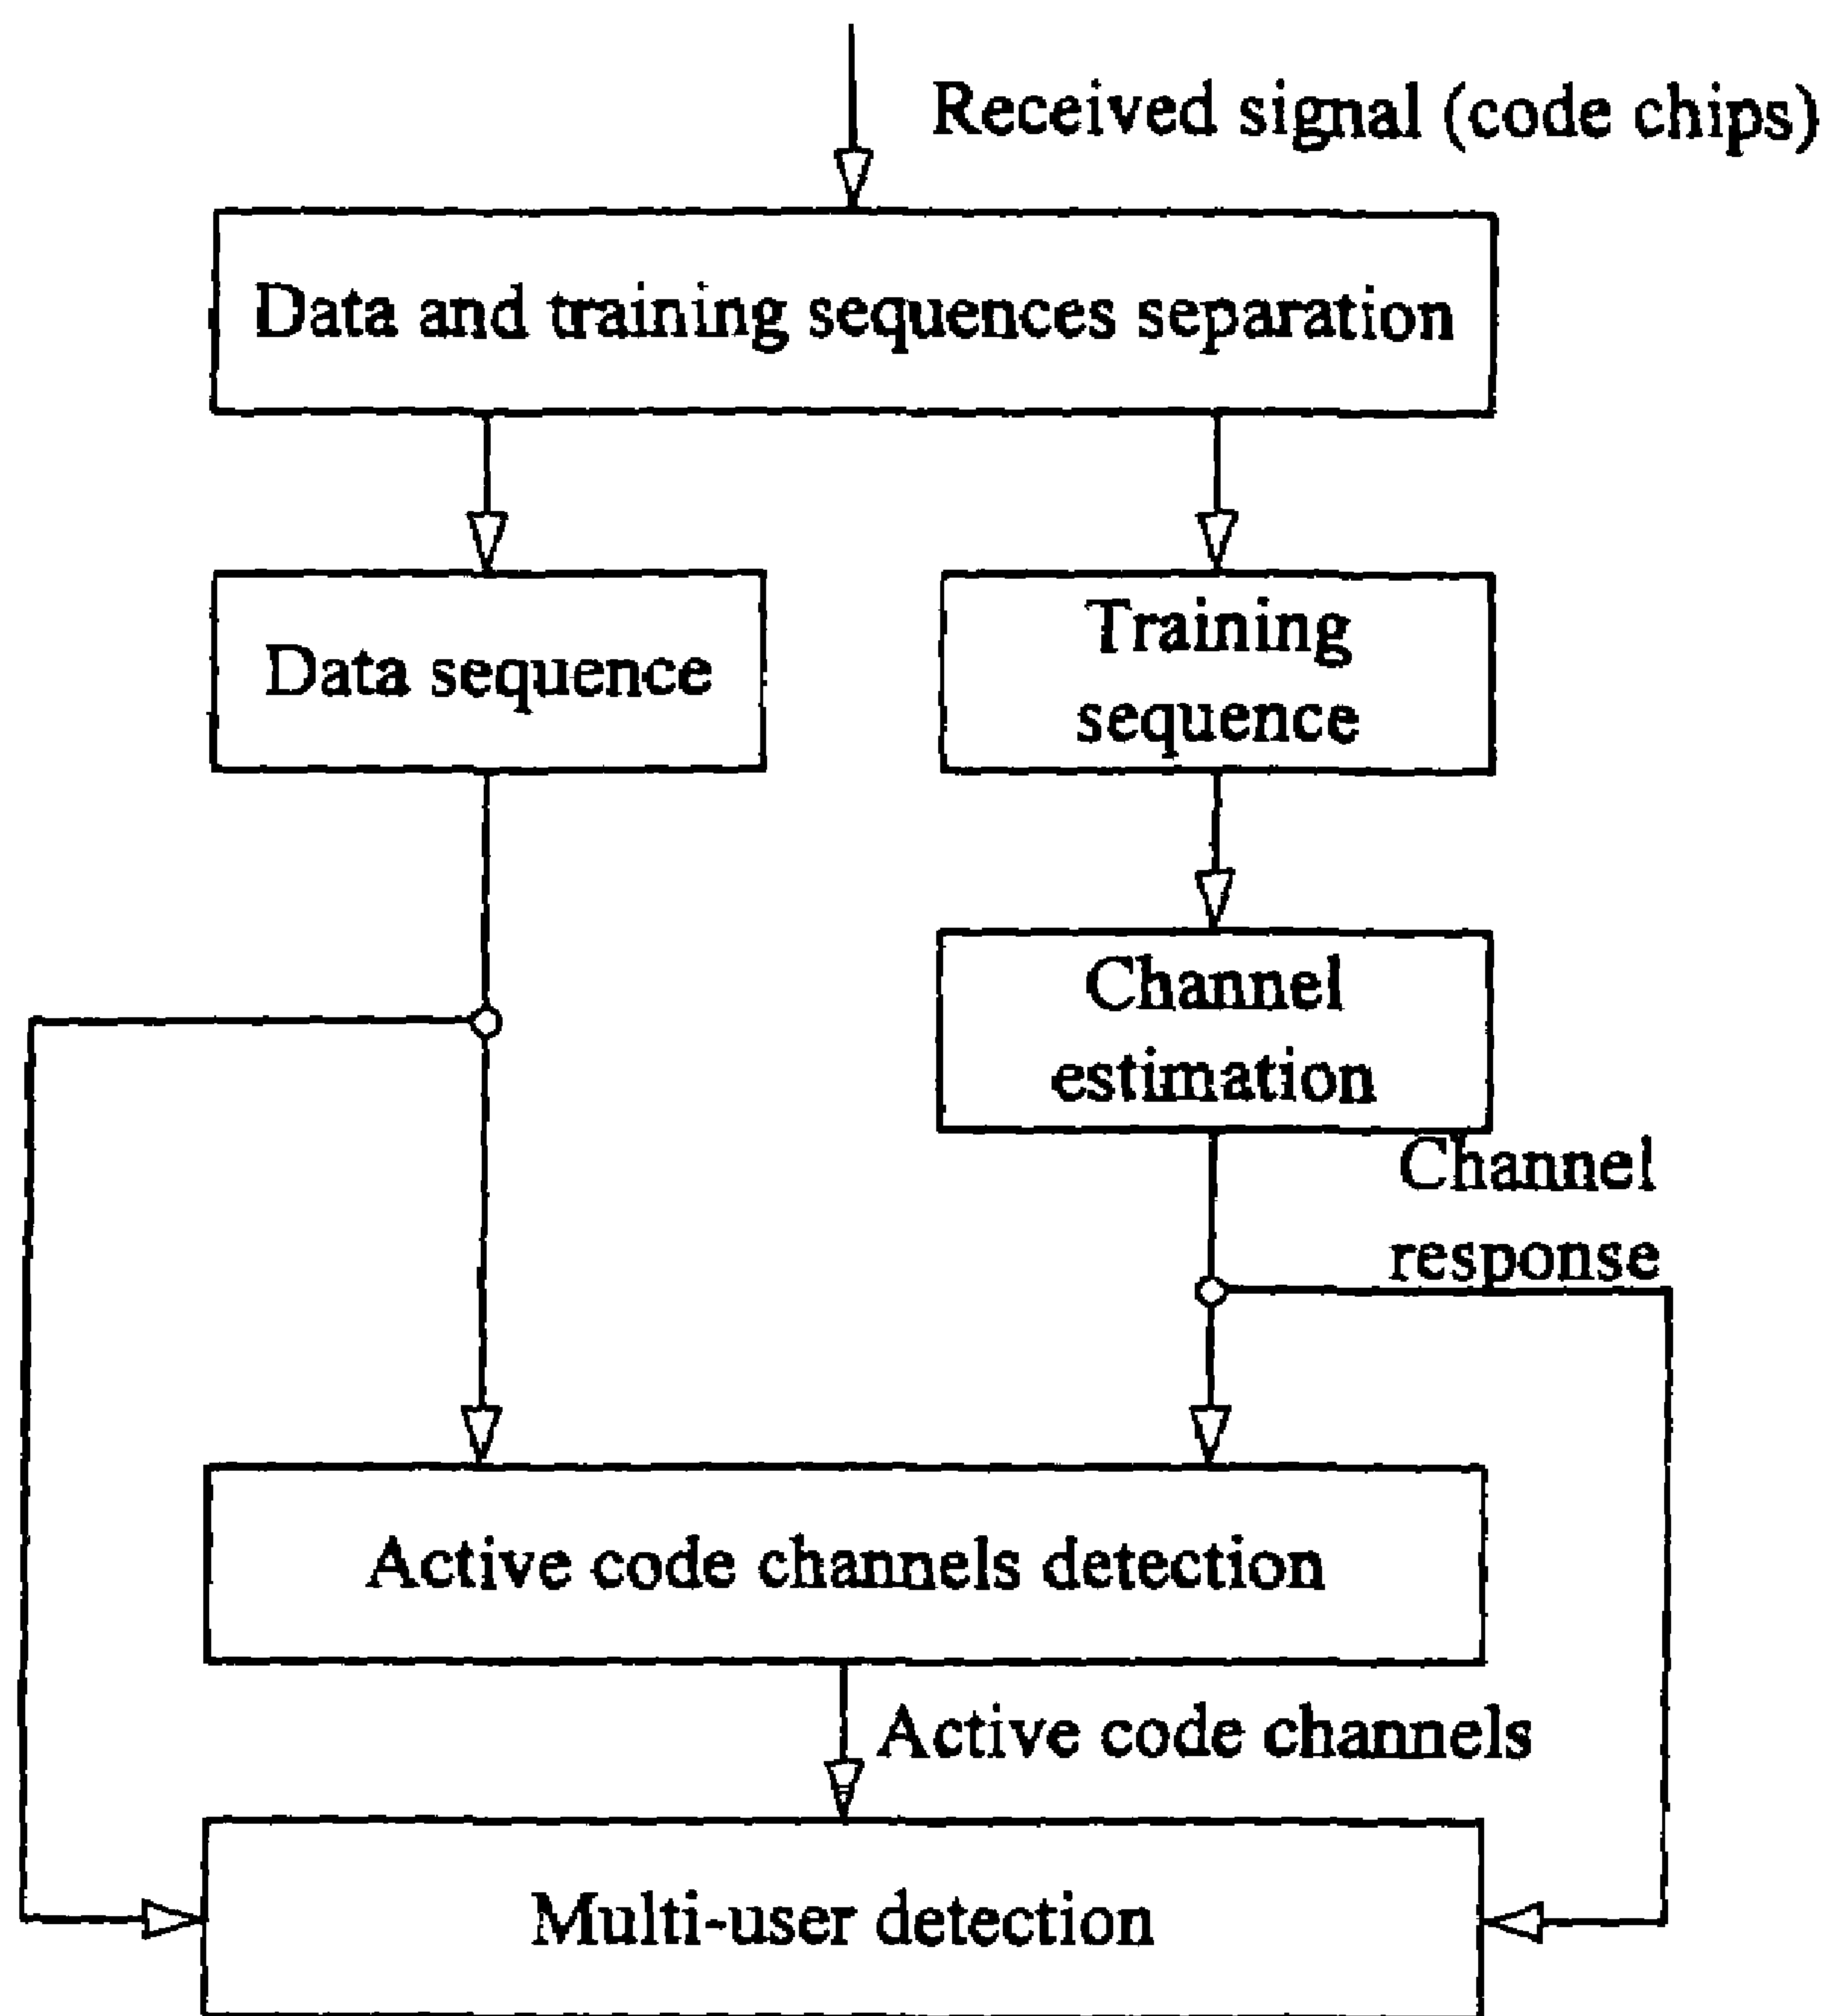 Received signal (code chips)
Data and training sequences separation
Data sequence
Training
sequence
Channel
estimation
Channel
response
Active code channels detection
Active code channels
Multi-user detection